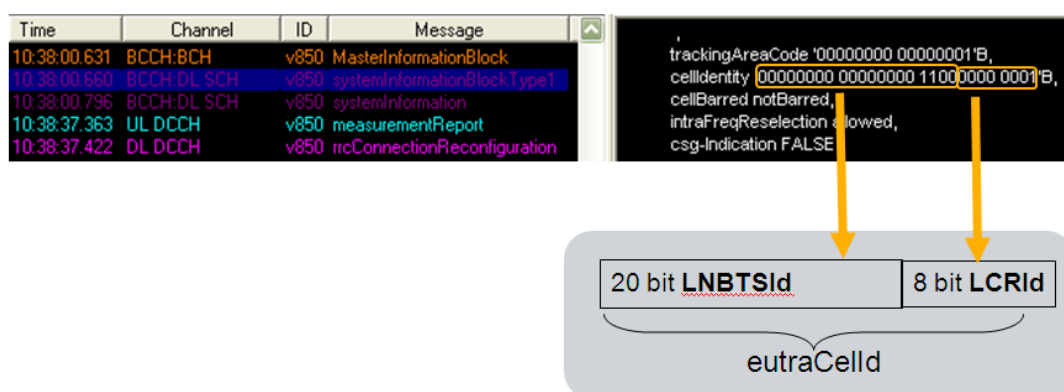 Time Channel ID Message
10:38:00.631 BCCH:BCH v850 MasterInformationBlock
10:38:00.660 BCCH:DL SCH v850 systemInformationBlockType1
10:38:00.796 BCCH:DL SCH v850 systemInformation
10:38:37.363 UL DCCH v850 measurementReport
10:38:37.422 DL DCCH v850 rrcConnectionReconfiguration
,
trackingAreaCode '00000000 00000001'B,
cellIdentity '00000000 00000000 11000000 0001'B,
cellBarred notBarred,
intraFreqReselection allowed,
csg-Indication FALSE
20 bit LNBTSId
8 bit LCRId
eutraCelId